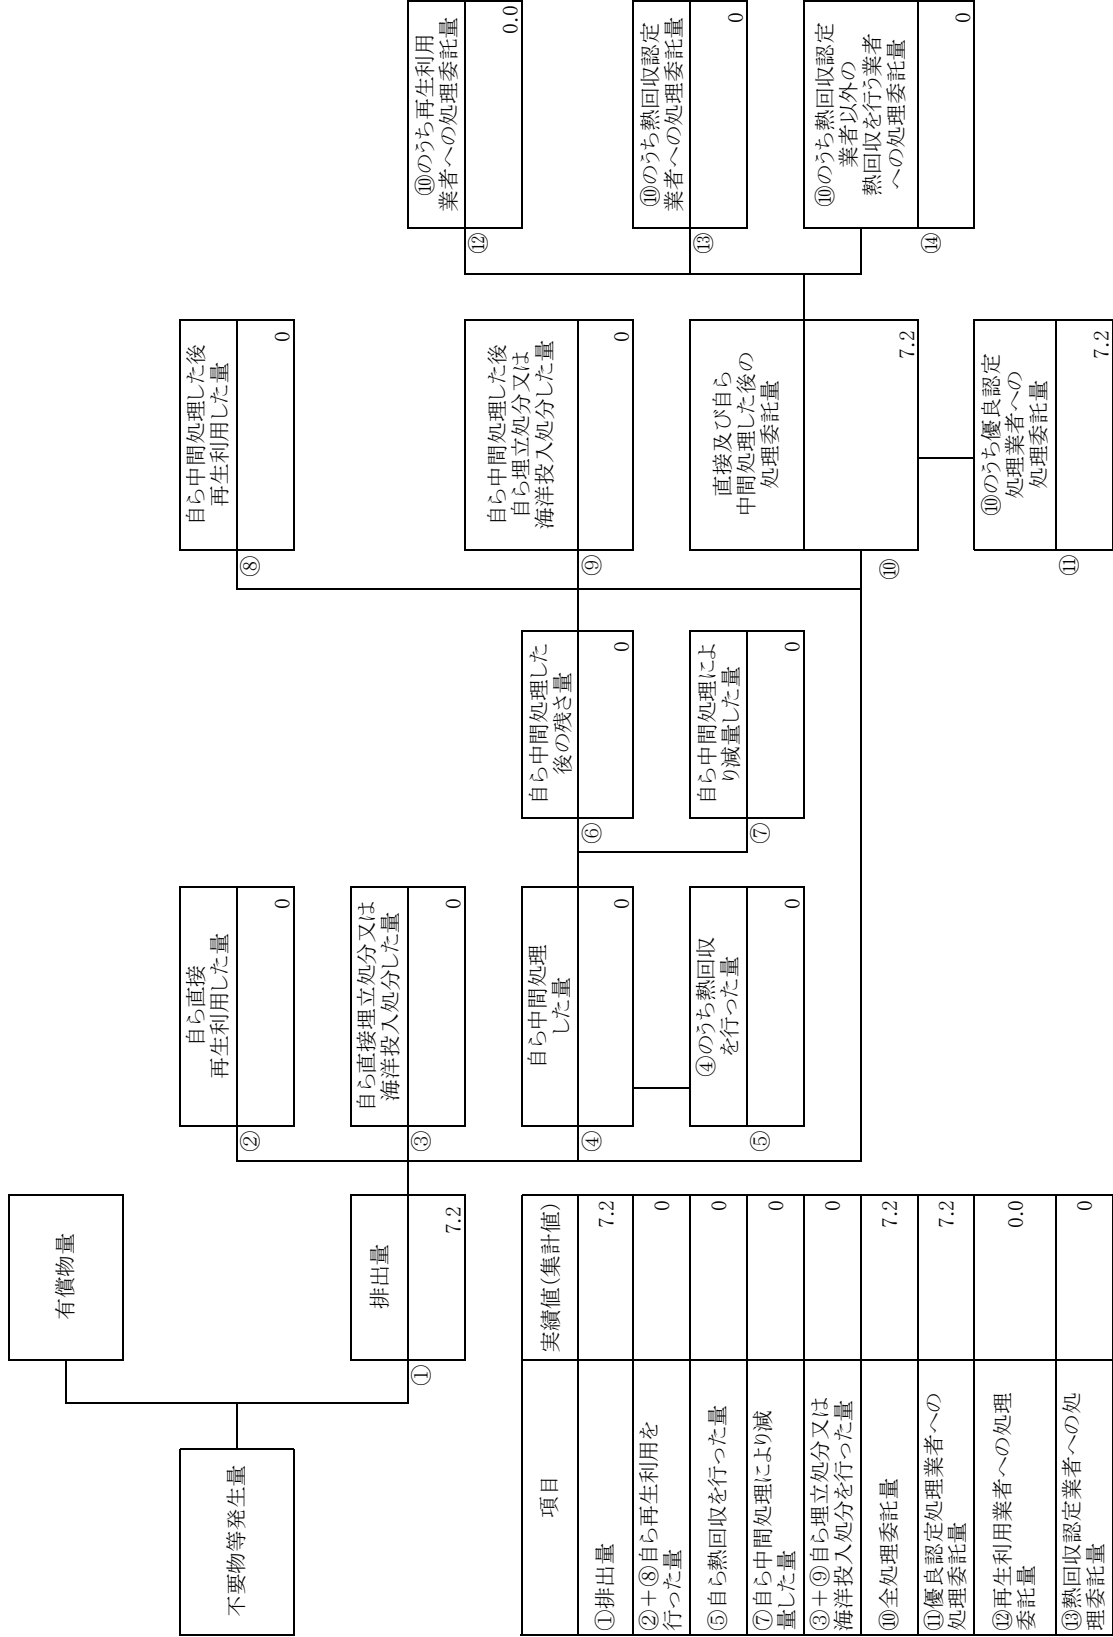 有償物量
不要物等発生量
排出量
①
7.2
自ら直接
再生利用した量
②
0
自ら直接埋立処分又は
海洋投入処分した量
③
0
自ら中間処理
した量
④
0
④のうち熱回収
を行った量
⑤
0
自ら中間処理した
後の残さ量
⑥
0
自ら中間処理によ
り減量した量
⑦
0
自ら中間処理した後
再生利用した量
⑧
0
自ら中間処理した後
自ら埋立処分又は
海洋投入処分した量
⑨
0
直接及び自ら
中間処理した後の
処理委託量
⑩
7.2
⑩のうち優良認定
処理業者への
処理委託量
⑪
7.2
⑩のうち再生利用
業者への処理委託量
⑫
0.0
⑩のうち熱回収認定
業者への処理委託量
⑬
0
⑩のうち熱回収認定
業者以外の
熱回収を行う業者
への処理委託量
⑭
0
項目
実績値(集計値)
①排出量
7.2
②+⑧自ら再生利用を
行った量
0
⑤自ら熱回収を行った量
0
⑦自ら中間処理により減
量した量
0
③+⑨自ら埋立処分又は
海洋投入処分を行った量
0
⑩全処理委託量
7.2
⑪優良認定処理業者への
処理委託量
7.2
⑫再生利用業者への処理
委託量
0.0
⑬熱回収認定業者への処
理委託量
0